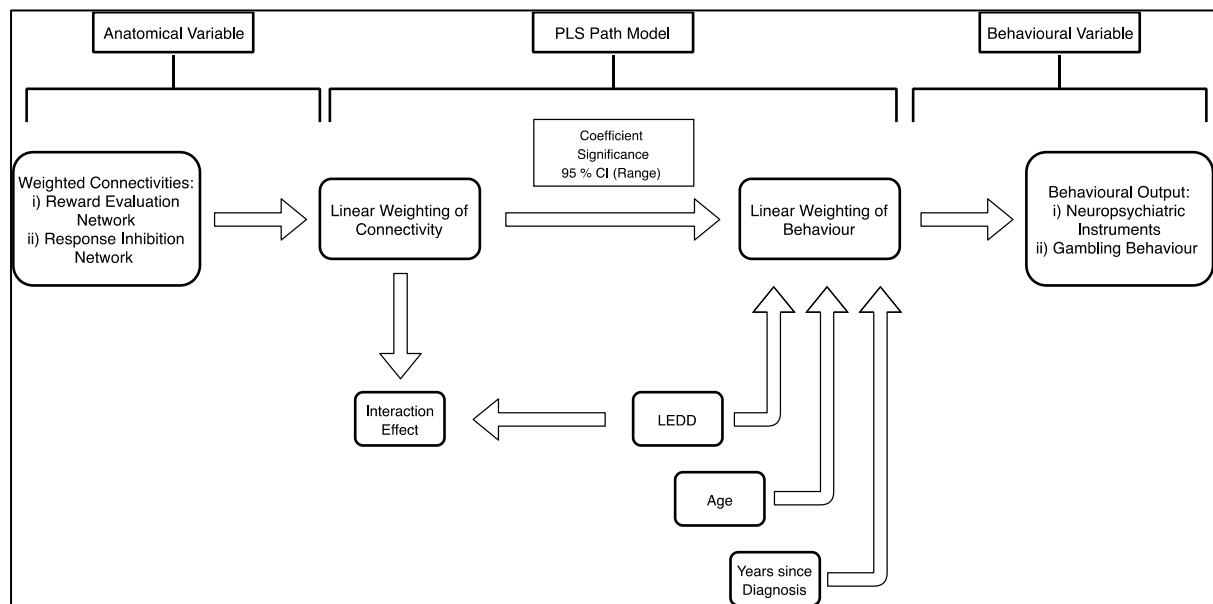 Anatomical Variable
PLS Path Model
Behavioural Variable
Coefficient
Significance
95 % CI (Range)
Weighted Connectivities:
i) Reward Evaluation
Network
ii) Response Inhibition
Network
Linear Weighting of
Connectivity
Linear Weighting of
Behaviour
Behavioural Output:
i) Neuropsychiatric
Instruments
ii) Gambling Behaviour
Interaction
Effect
LEDD
Age
Years since
Diagnosis